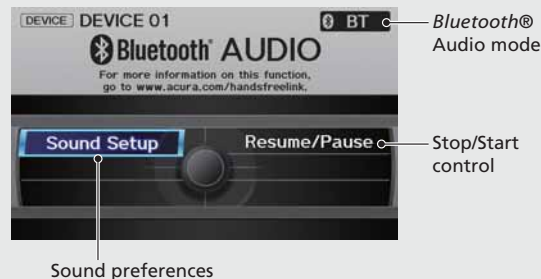 DEVICE DEVICE 01
BT
Bluetooth® AUDIO
For more information on this function,
go to www.acura.com/handsfreelink.
Sound Setup
Resume/Pause
Bluetooth®
Audio mode
Stop/Start
control
Sound preferences